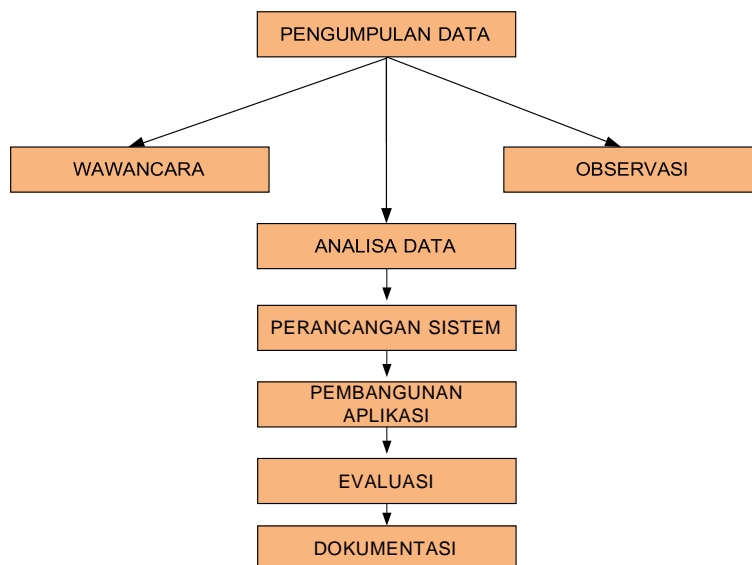 PENGUMPULAN DATA
WAWANCARA
OBSERVASI
ANALISA DATA
PERANCANGAN SISTEM
PEMBANGUNAN
APLIKASI
EVALUASI
DOKUMENTASI